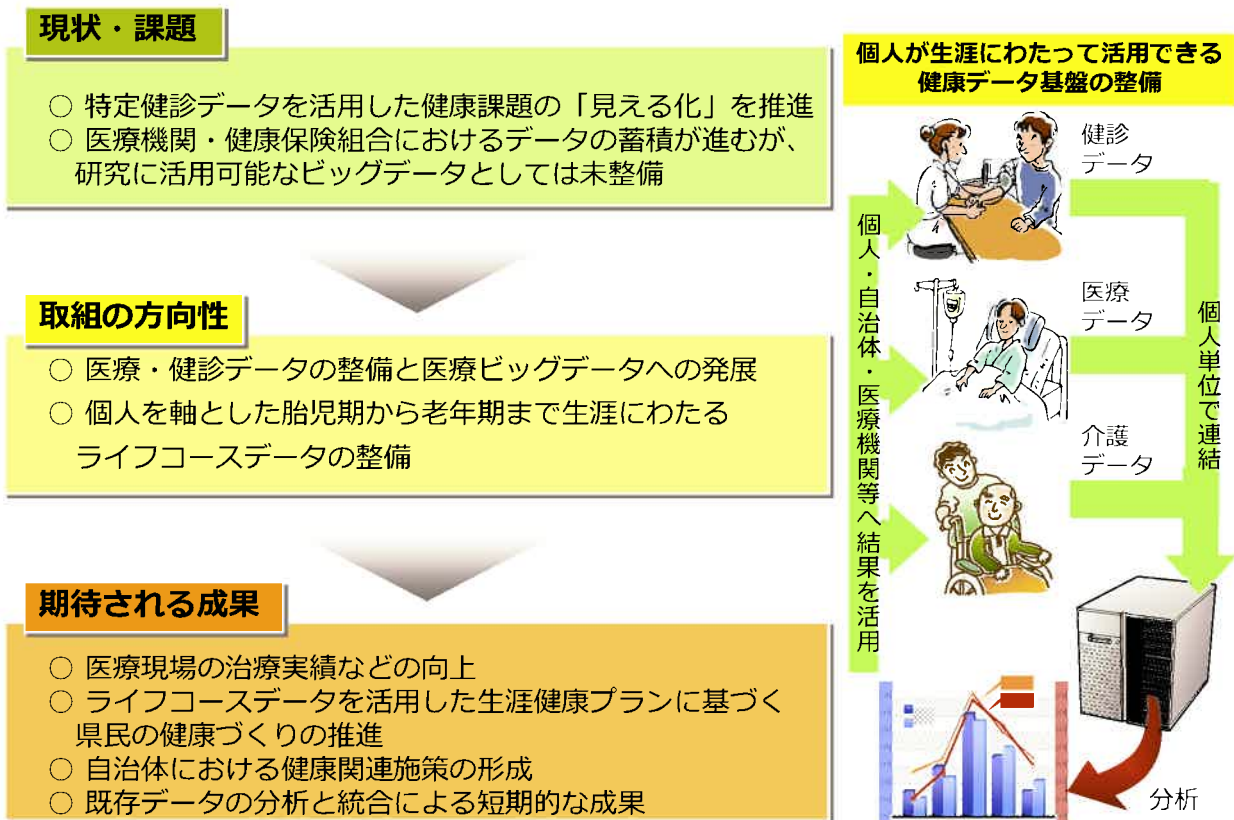 現状・課題
○ 特定健診データを活用した健康課題の「見える化」を推進
○ 医療機関・健康保険組合におけるデータの蓄積が進むが、
研究に活用可能なビッグデータとしては未整備
取組の方向性
○ 医療・健診データの整備と医療ビッグデータへの発展
○ 個人を軸とした胎児期から老年期まで生涯にわたる
ライフコースデータの整備
期待される成果
○ 医療現場の治療実績などの向上
○ ライフコースデータを活用した生涯健康プランに基づく
県民の健康づくりの推進
○ 自治体における健康関連施策の形成
○ 既存データの分析と統合による短期的な成果
個人が生涯にわたって活用できる
健康データ基盤の整備
健診
データ
医療
データ
介護
データ
個人単位で連結
個人・自治体・医療機関等へ結果を活用
分析